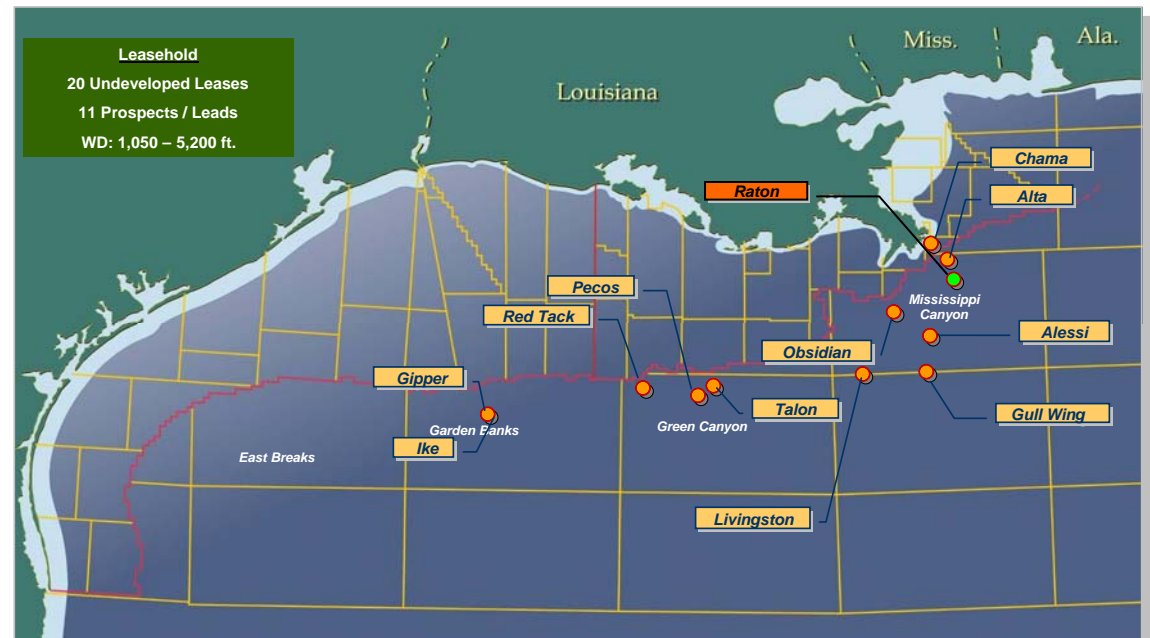 Leasehold
20 Undeveloped Leases
11 Prospects / Leads
WD: 1,050 – 5,200 ft.
Louisiana
Miss.
Ala.
Chama
Raton
Alta
Pecos
Red Tack
Mississippi
Canyon
Alessi
Obsidian
Gipper
Talon
Gull Wing
Garden Banks
Green Canyon
Ike
East Breaks
Livingston